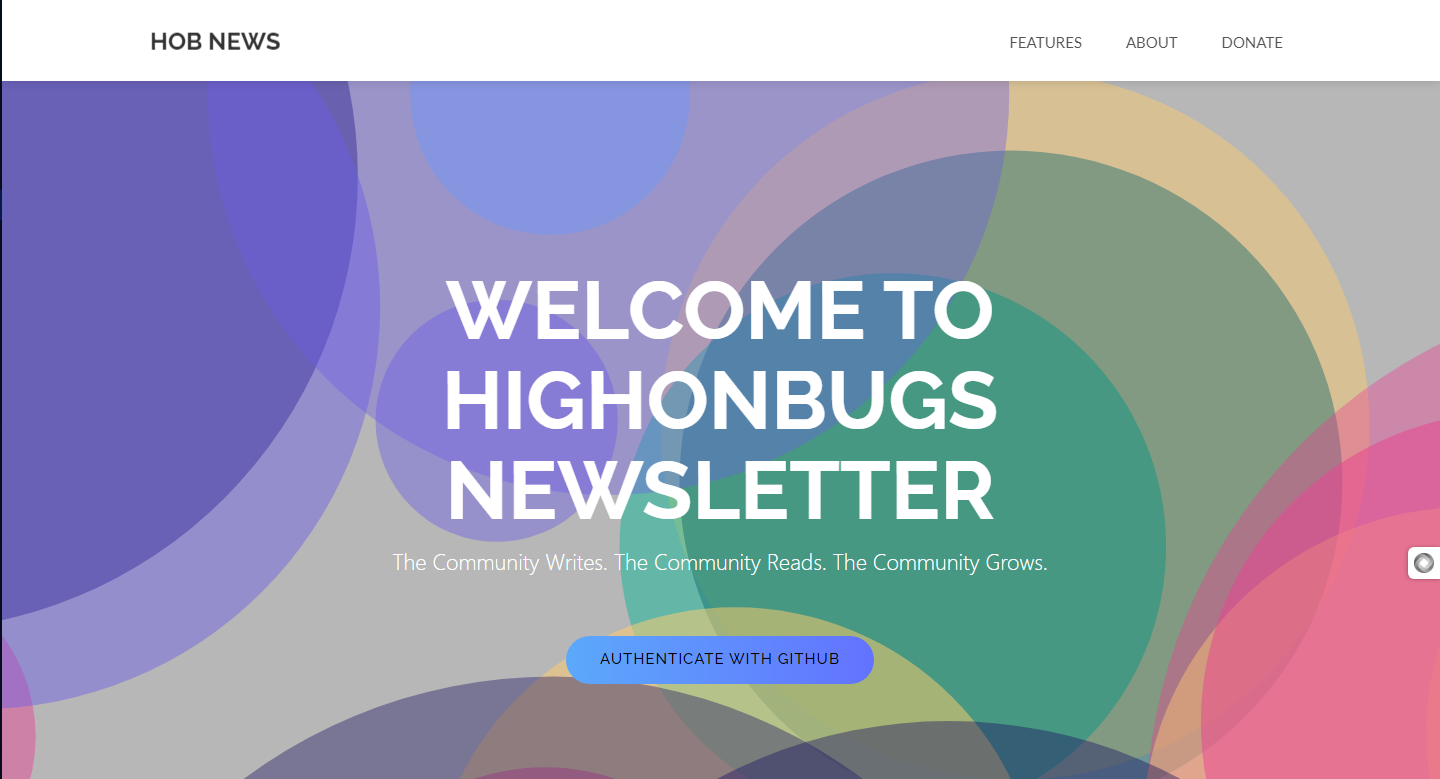 HOB NEWS
FEATURES ABOUT DONATE
WELCOME TO
HIGHONBUGS
NEWSLETTER
The Community Writes. The Community Reads. The Community Grows.
AUTHENTICATE WITH GITHUB